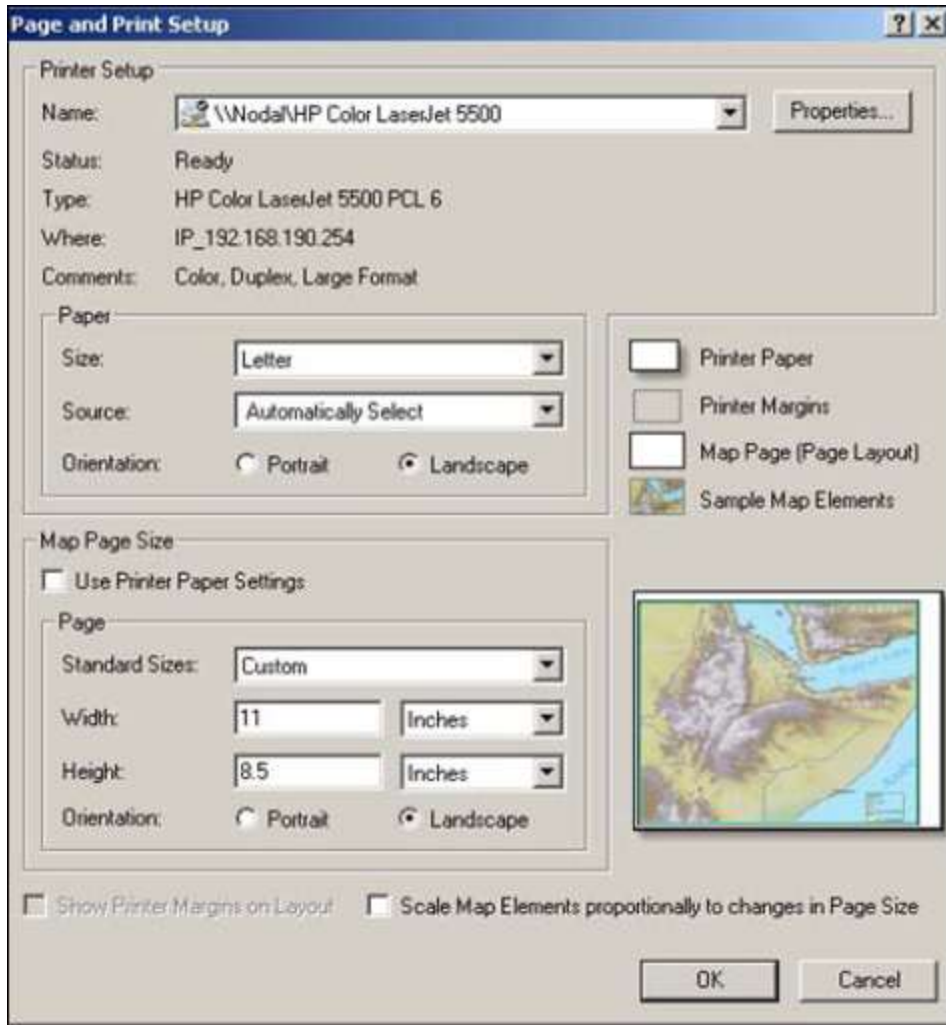 Page and Print Setup
Printer Setup
Name: \\Nodal\HP Color LaserJet 5500 Properties...
Status: Ready
Type: HP Color LaserJet 5500 PCL 6
Where: IP_192.168.190.254
Comments: Color, Duplex, Large Format
Paper
Size: Letter
Source: Automatically Select
Orientation: Portrait Landscape
Printer Paper
Printer Margins
Map Page (Page Layout)
Sample Map Elements
Map Page Size
Use Printer Paper Settings
Page
Standard Sizes: Custom
Width: 11 Inches
Height: 8.5 Inches
Orientation: Portrait Landscape
Show Printer Margins on Layout Scale Map Elements proportionally to changes in Page Size
OK Cancel